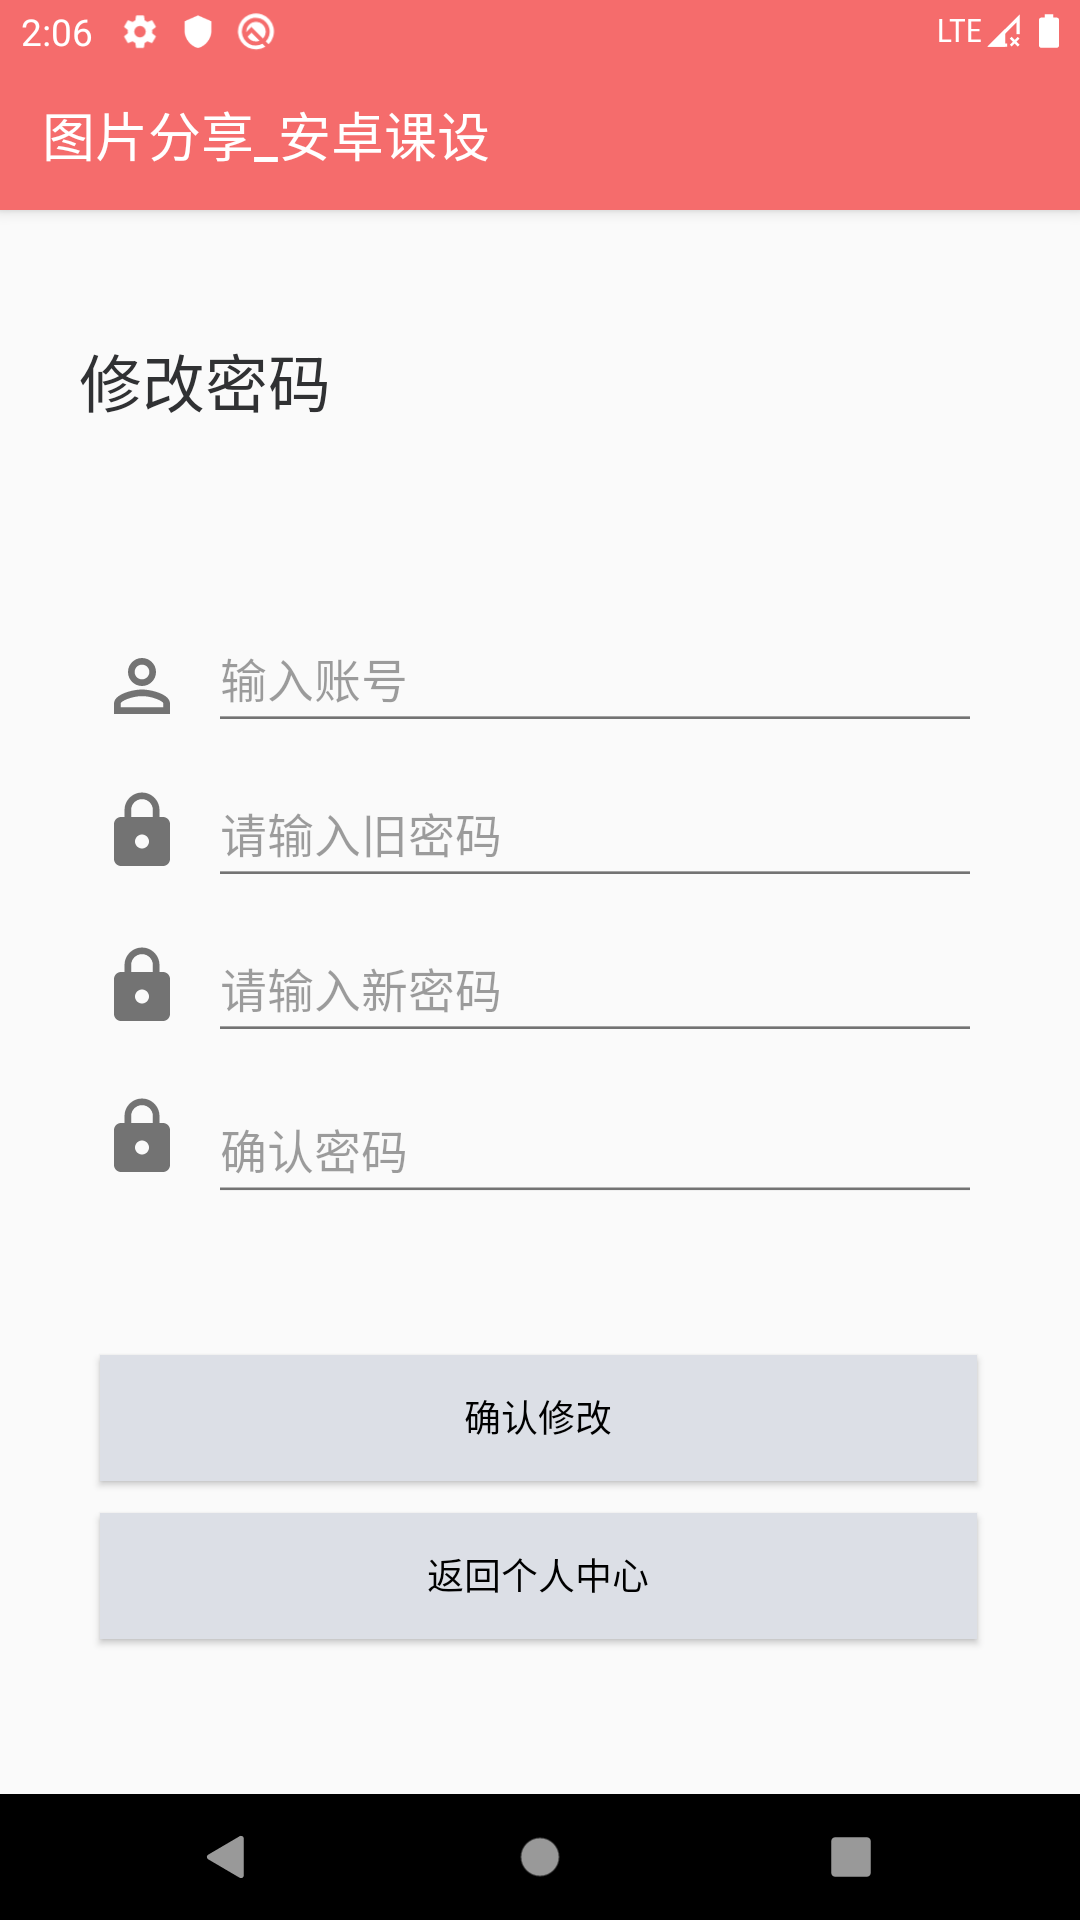 2:06 LTE
图片分享_安卓课设
修改密码
输入账号
请输入旧密码
请输入新密码
确认密码
确认修改
返回个人中心